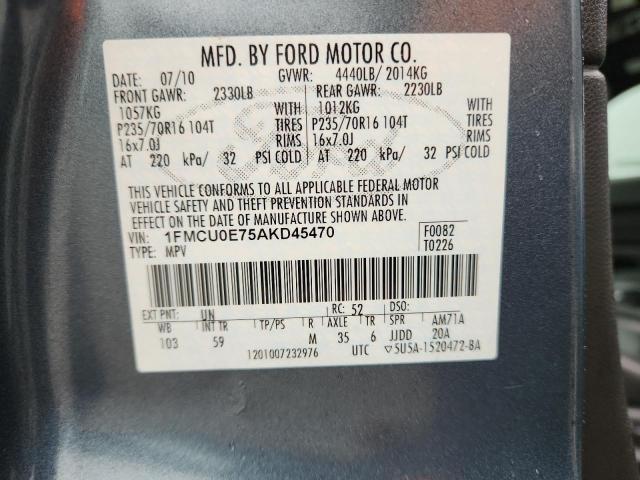 MFD. BY FORD MOTOR CO.
DATE: 07/10 GVWR: 4440LB/ 2014KG
FRONT GAWR: 2330LB REAR GAWR: 2230LB
1057KG WITH 1012KG WITH
P235/70R16 104T TIRES P235/70R16 104T TIRES
16x7.0J RIMS 16x7.0J RIMS
AT 220 kPa/ 32 PSI COLD AT 220 kPa/ 32 PSI COLD
THIS VEHICLE CONFORMS TO ALL APPLICABLE FEDERAL MOTOR
VEHICLE SAFETY AND THEFT PREVENTION STANDARDS IN
EFFECT ON THE DATE OF MANUFACTURE SHOWN ABOVE.
VIN: 1FMCU0E75AKD45470 F0082
TYPE: MPV T0226
EXT PNT: UN RC: 52 DSO:
WB INT TR TP/PS R AXLE TR SPR AM71A
103 59 M 35 6 JJDD 20A
1201007232976 UTC ▽5U5A-1520472-BA
Ford